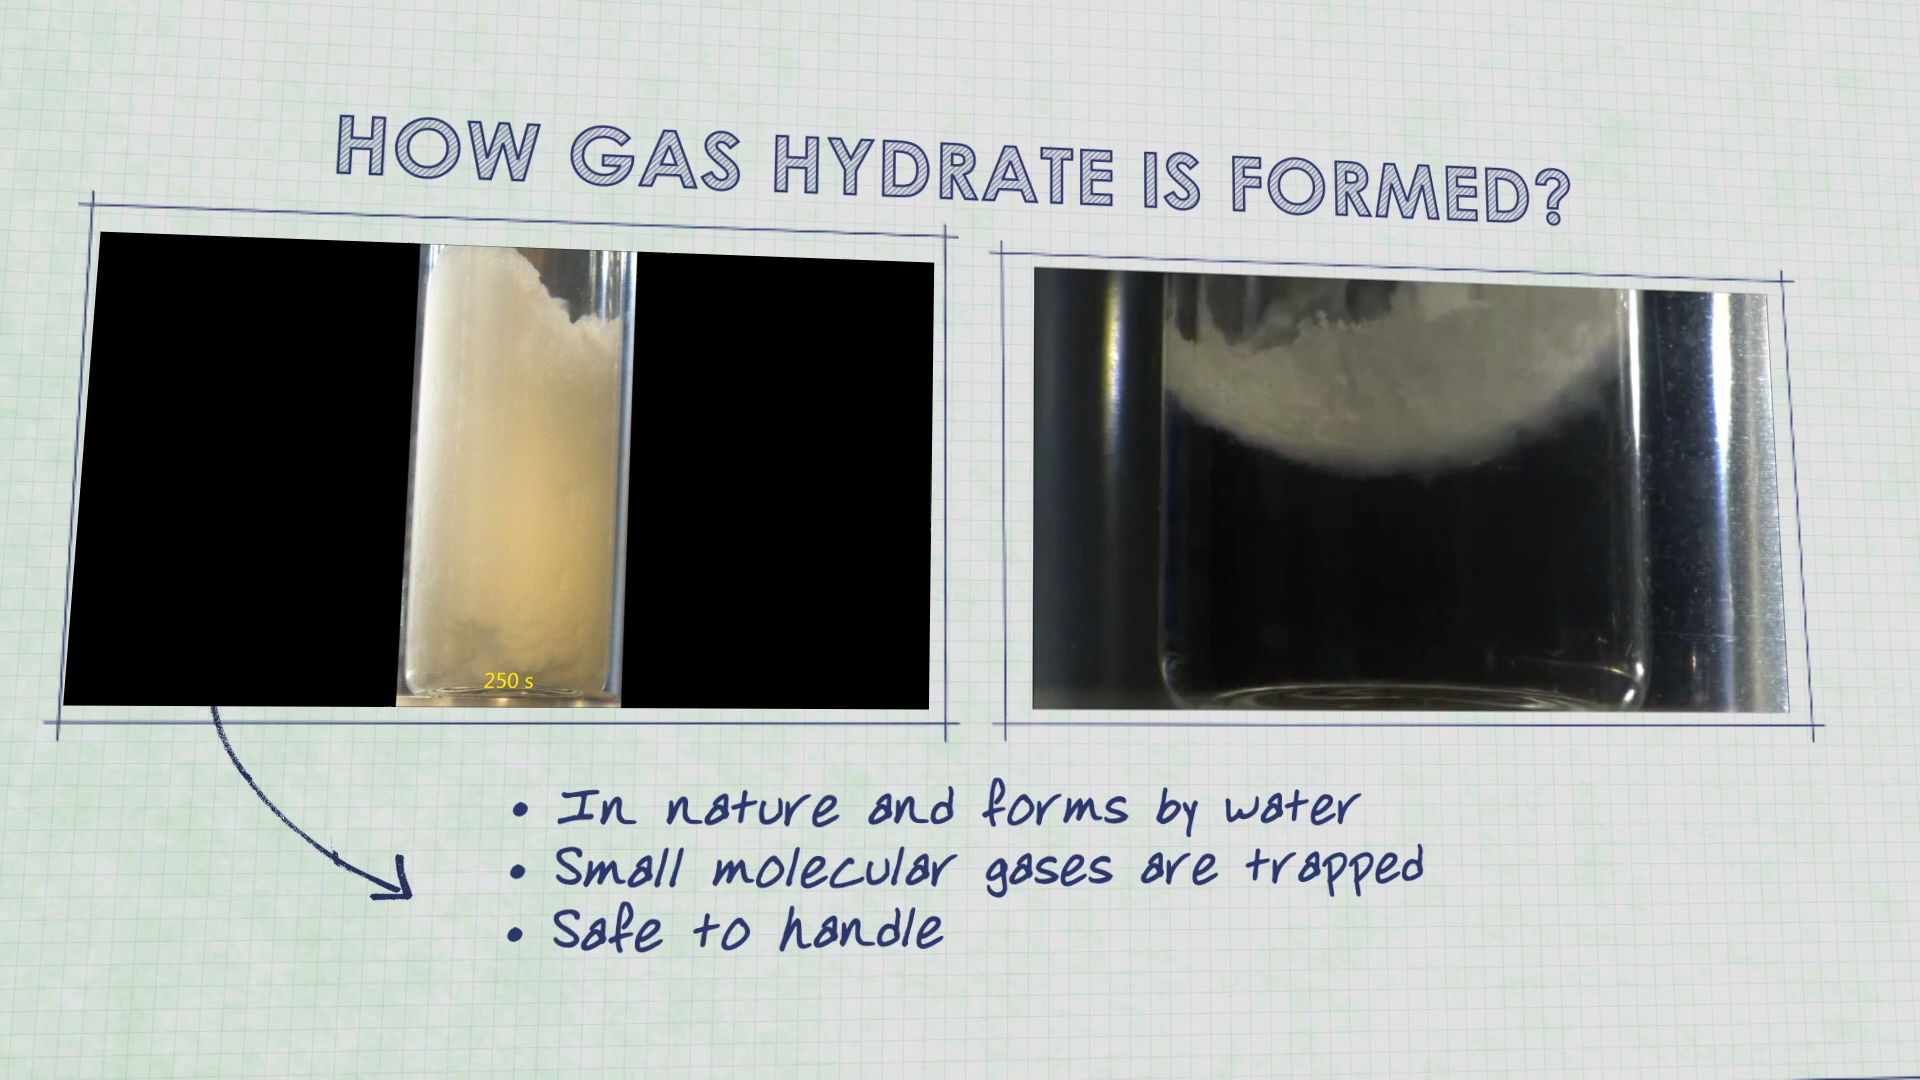 HOW GAS HYDRATE IS FORMED?
250 s
• In nature and forms by water
• Small molecular gases are trapped
• Safe to handle